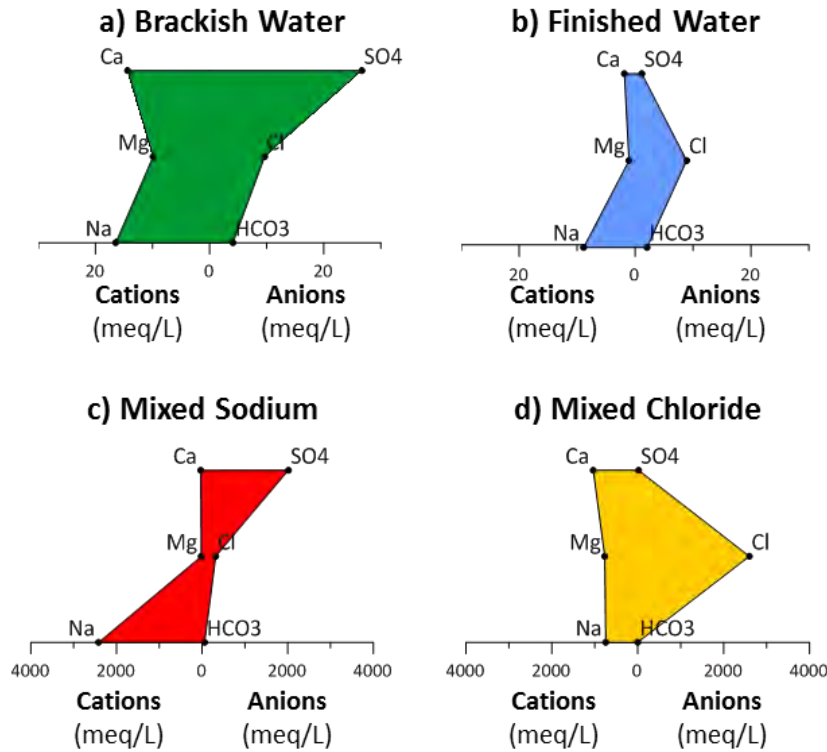 a) Brackish Water
Ca
SO4
Mg
Cl
Na
HCO3
20 0 20
Cations Anions
(meq/L) (meq/L)
b) Finished Water
Ca SO4
Mg
Cl
Na
HCO3
20 0 20
Cations Anions
(meq/L) (meq/L)
c) Mixed Sodium
Ca
SO4
Mg
Cl
Na
HCO3
4000 2000 0 2000 4000
Cations Anions
(meq/L) (meq/L)
d) Mixed Chloride
Ca
SO4
Mg
Cl
Na
HCO3
4000 2000 0 2000 4000
Cations Anions
(meq/L) (meq/L)